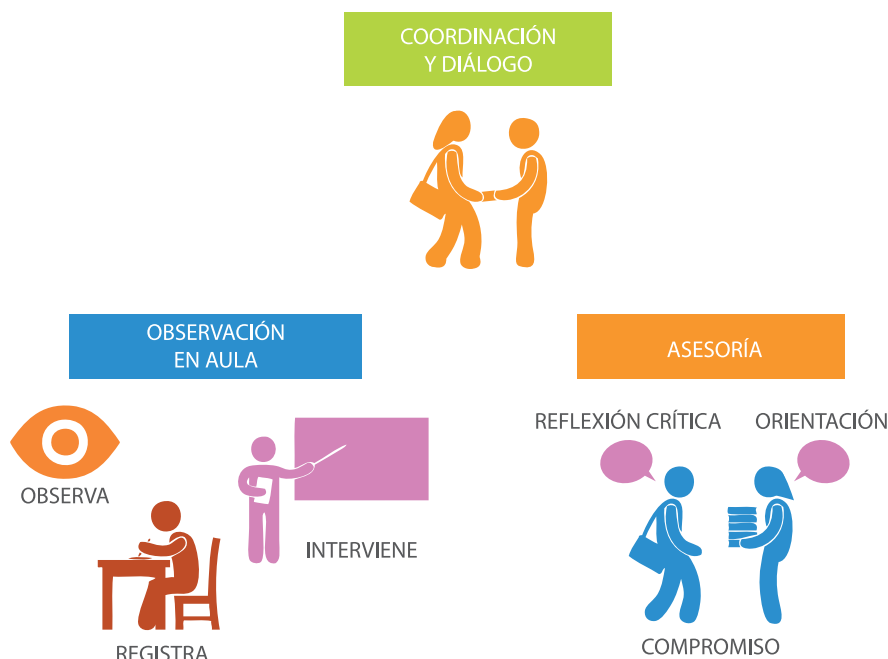 COORDINACIÓN
Y DIÁLOGO
OBSERVACIÓN
EN AULA
OBSERVA
INTERVIENE
REGISTRA
ASESORÍA
REFLEXIÓN CRÍTICA
ORIENTACIÓN
COMPROMISO